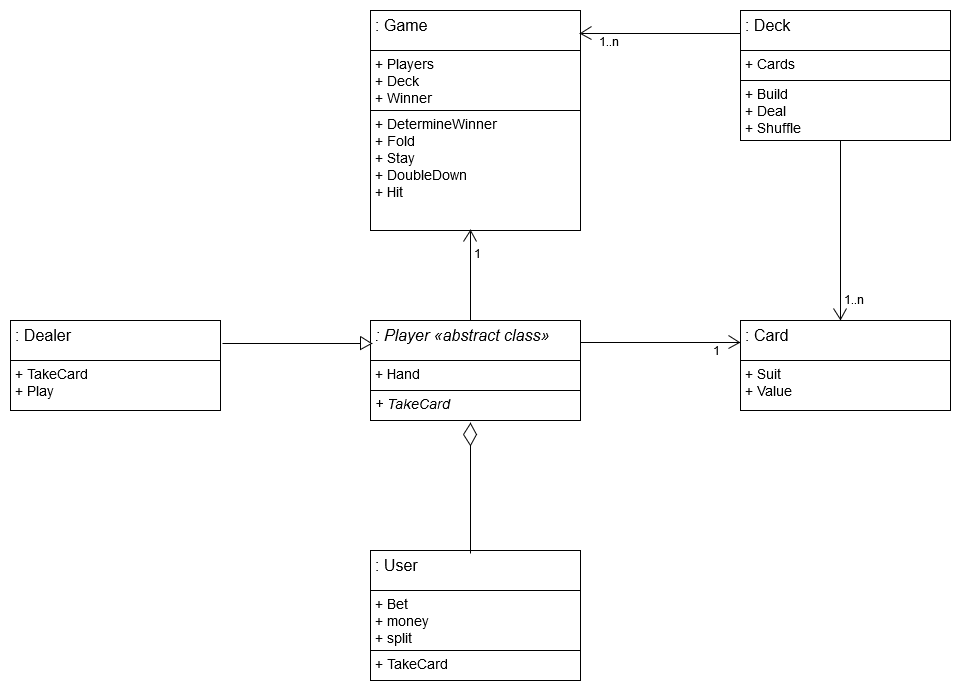 : Game
+ Players
+ Deck
+ Winner
+ DetermineWinner
+ Fold
+ Stay
+ DoubleDown
+ Hit
1..n
: Deck
+ Cards
+ Build
+ Deal
+ Shuffle
1
1..n
: Dealer
+ TakeCard
+ Play
: Player «abstract class»
+ Hand
+ TakeCard
1
: Card
+ Suit
+ Value
: User
+ Bet
+ money
+ split
+ TakeCard